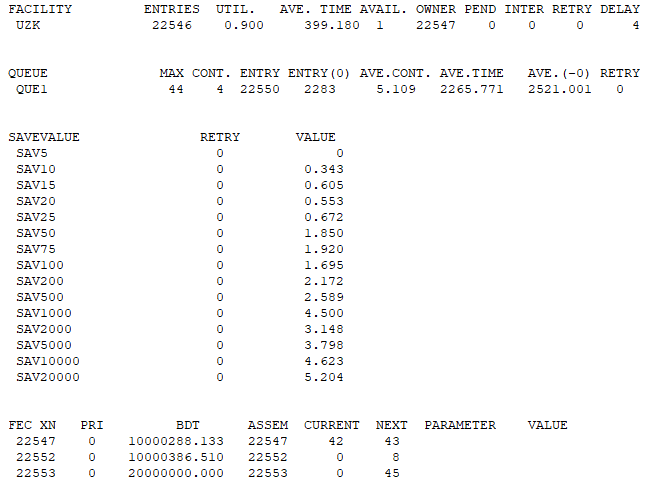 FACILITY ENTRIES UTIL. AVE. TIME AVAIL. OWNER PEND INTER RETRY DELAY
UZK 22546 0.900 399.180 1 22547 0 0 0 4
QUEUE MAX CONT. ENTRY ENTRY(0) AVE.CONT. AVE.TIME AVE.(-0) RETRY
QUE1 44 4 22550 2283 5.109 2265.771 2521.001 0
SAVEVALUE RETRY VALUE
SAV5 0 0
SAV10 0 0.343
SAV15 0 0.605
SAV20 0 0.553
SAV25 0 0.672
SAV50 0 1.850
SAV75 0 1.920
SAV100 0 1.695
SAV200 0 2.172
SAV500 0 2.589
SAV1000 0 4.500
SAV2000 0 3.148
SAV5000 0 3.798
SAV10000 0 4.623
SAV20000 0 5.204
FEC XN PRI BDT ASSEM CURRENT NEXT PARAMETER VALUE
22547 0 10000288.133 22547 42 43
22552 0 10000386.510 22552 0 8
22553 0 20000000.000 22553 0 45